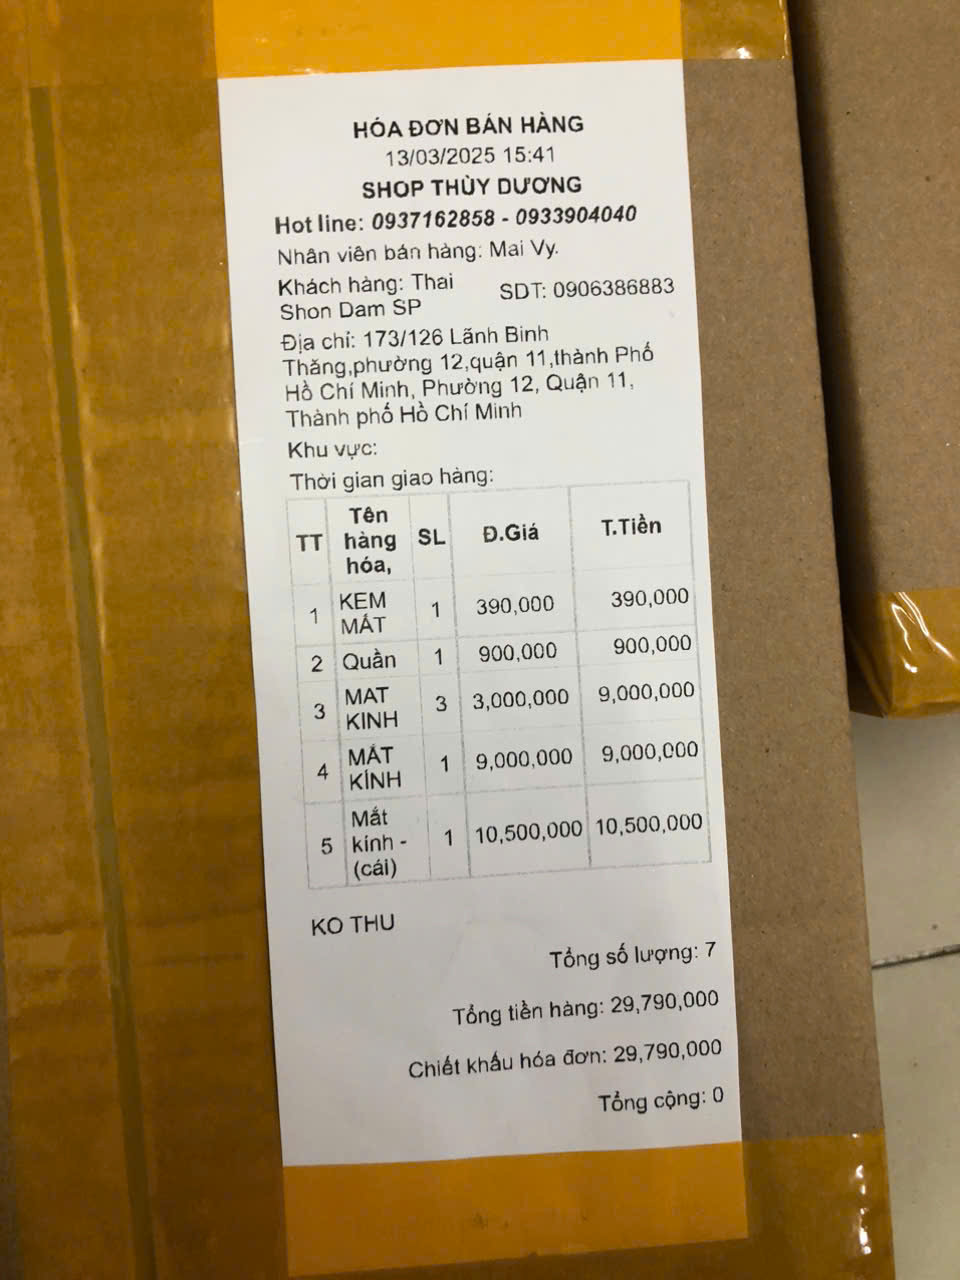 HÓA ĐƠN BÁN HÀNG
13/03/2025 15:41
SHOP THÙY DƯƠNG
Hot line: 0937162858 - 0933904040
Nhân viên bán hàng: Mai Vy.
Khách hàng: Thai
Shon Dam SP
SDT: 0906386883
Địa chỉ: 173/126 Lãnh Binh
Thăng,phường 12,quận 11,thành Phố
Hồ Chí Minh, Phường 12, Quận 11,
Thành phố Hồ Chí Minh
Khu vực:
Thời gian giao hàng:
TT Tên hàng hóa, SL Đ.Giá T.Tiền
1 KEM MẮT 1 390,000 390,000
2 Quần 1 900,000 900,000
3 MAT KINH 3 3,000,000 9,000,000
4 MẮT KÍNH 1 9,000,000 9,000,000
5 Mắt kính - (cái) 1 10,500,000 10,500,000
KO THU
Tổng số lượng: 7
Tổng tiền hàng: 29,790,000
Chiết khấu hóa đơn: 29,790,000
Tổng cộng: 0